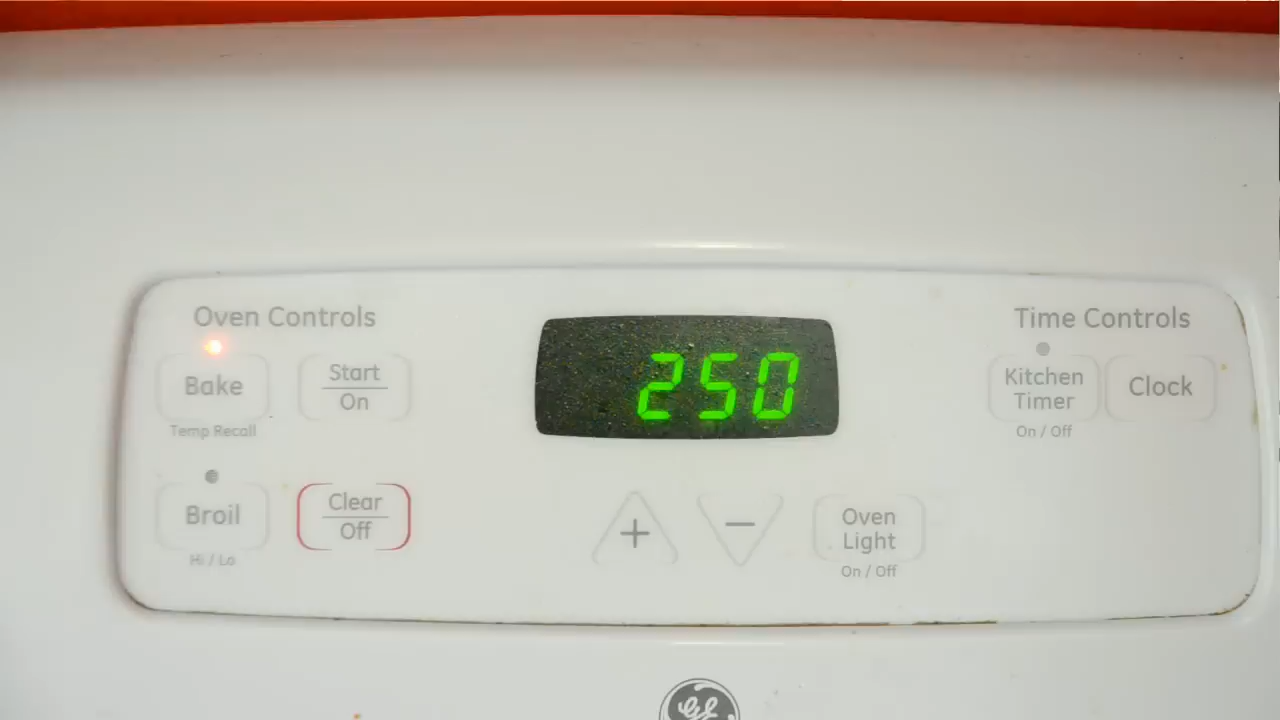 Oven Controls
Bake
Temp Recall
Start
On
Broil
Hi / Lo
Clear
Off
250
+
−
Oven
Light
On / Off
Time Controls
Kitchen
Timer
On / Off
Clock
GE